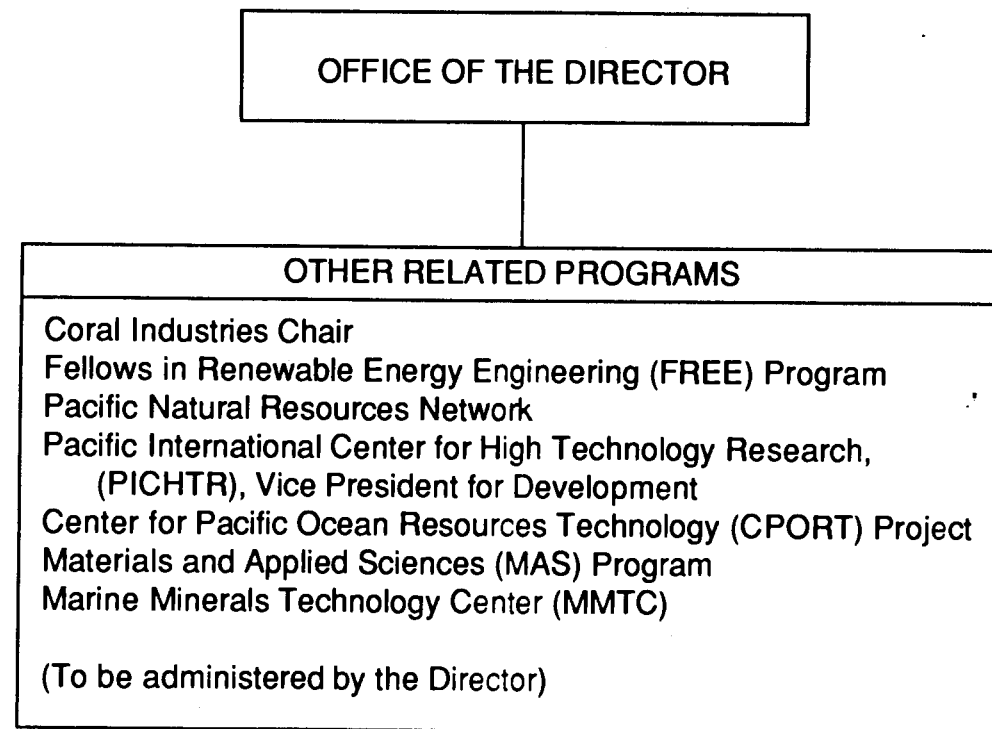 OFFICE OF THE DIRECTOR
OTHER RELATED PROGRAMS
Coral Industries Chair
Fellows in Renewable Energy Engineering (FREE) Program
Pacific Natural Resources Network
Pacific International Center for High Technology Research,
(PICHTR), Vice President for Development
Center for Pacific Ocean Resources Technology (CPORT) Project
Materials and Applied Sciences (MAS) Program
Marine Minerals Technology Center (MMTC)
(To be administered by the Director)